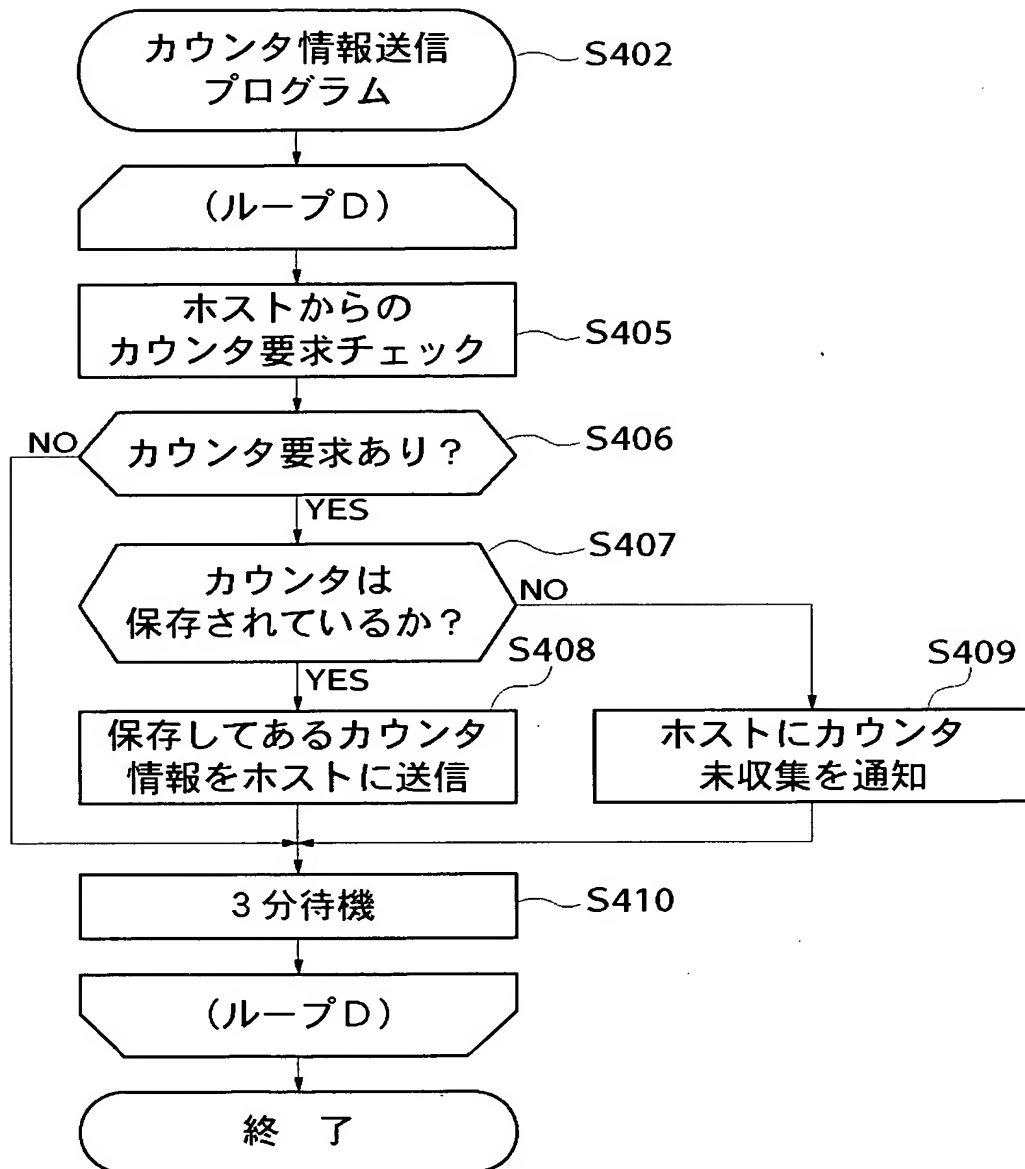 カウンタ情報送信
プログラム
S402
(ループD)
ホストからの
カウンタ要求チェック
S405
NO
カウンタ要求あり？
S406
YES
カウンタは
保存されているか？
S407
NO
YES
S408
保存してあるカウンタ
情報をホストに送信
S409
ホストにカウンタ
未収集を通知
3分待機
S410
(ループD)
終 了